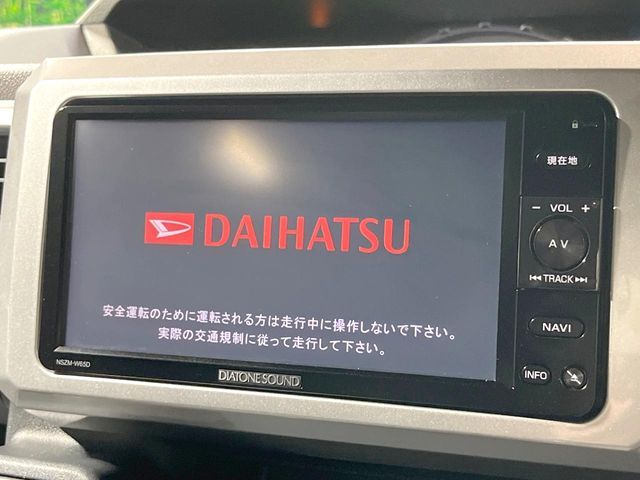 現在地
− VOL +
AV
TRACK
DAIHATSU
安全運転のために運転される方は走行中に操作しないで下さい。
実際の交通規制に従って走行して下さい。
NAVI
INFO
NSZM-W65D
DIATONE SOUND